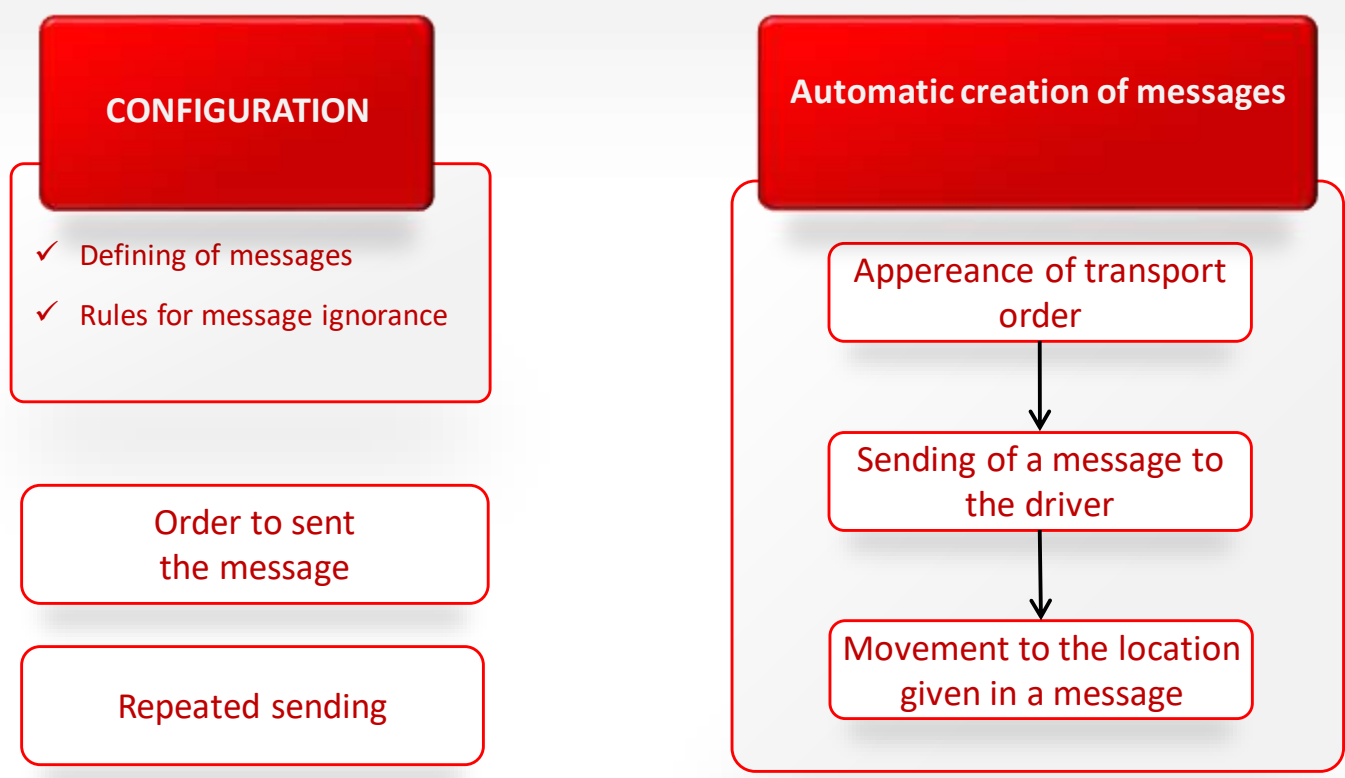 CONFIGURATION
✓ Defining of messages
✓ Rules for message ignorance
Order to sent
the message
Repeated sending
Automatic creation of messages
Appereance of transport
order
Sending of a message to
the driver
Movement to the location
given in a message